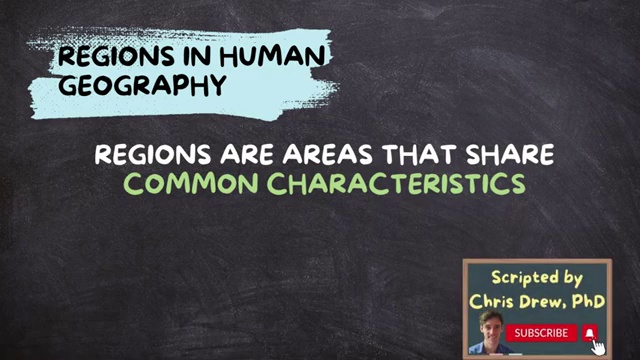 REGIONS IN HUMAN
GEOGRAPHY
REGIONS ARE AREAS THAT SHARE
COMMON CHARACTERISTICS
Scripted by
Chris Drew, PhD
SUBSCRIBE